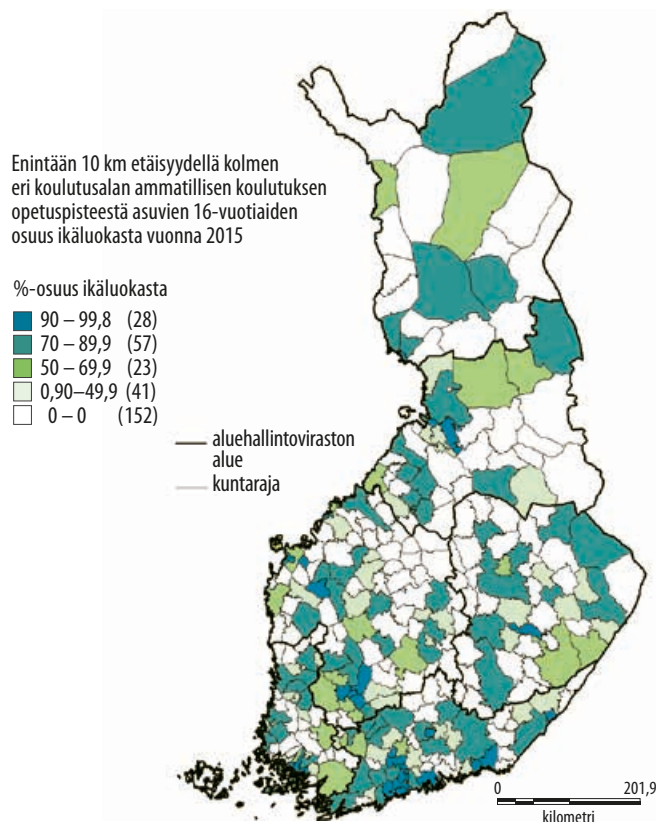 Enintään 10 km etäisyydellä kolmen
eri koulutusalan ammatillisen koulutuksen
opetuspisteestä asuvien 16-vuotiaiden
osuus ikäluokasta vuonna 2015
%-osuus ikäluokasta
90 – 99,8 (28)
70 – 89,9 (57)
50 – 69,9 (23)
0,90–49,9 (41)
0 – 0 (152)
aluehallintoviraston
alue
kuntaraja
0 201,9
kilometri